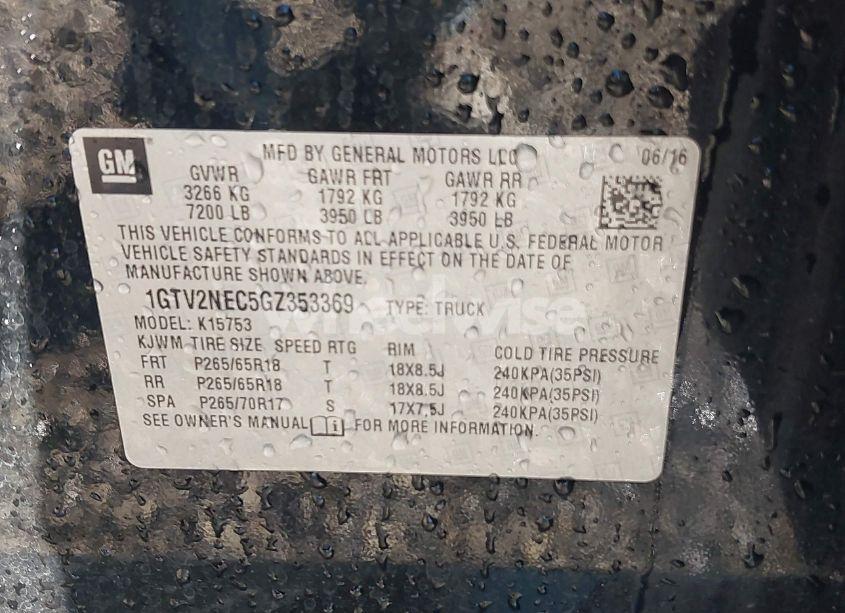 GM
MFD BY GENERAL MOTORS LLC 06/16
GVWR GAWR FRT GAWR RR
3266 KG 1792 KG 1792 KG
7200 LB 3950 LB 3950 LB
THIS VEHICLE CONFORMS TO ALL APPLICABLE U.S. FEDERAL MOTOR
VEHICLE SAFETY STANDARDS IN EFFECT ON THE DATE OF
MANUFACTURE SHOWN ABOVE.
1GTV2NEC5GZ353369 TYPE: TRUCK
wheelwise
MODEL: K15753
KJWM TIRE SIZE SPEED RTG RIM COLD TIRE PRESSURE
FRT P265/65R18 T 18X8.5J 240KPA(35PSI)
RR P265/65R18 T 18X8.5J 240KPA(35PSI)
SPA P265/70R17 S 17X7.5J 240KPA(35PSI)
SEE OWNER'S MANUAL i FOR MORE INFORMATION.